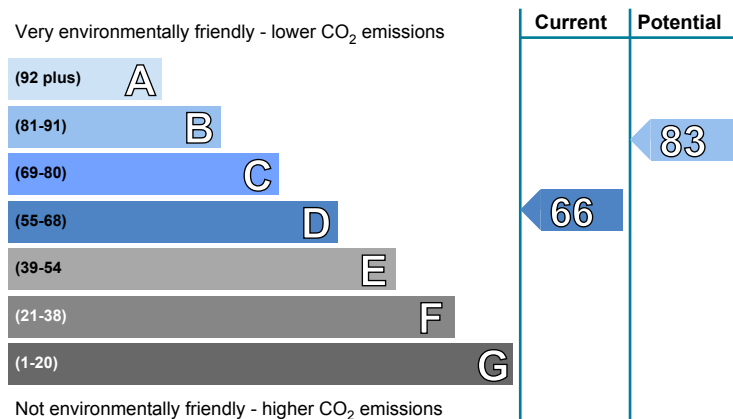 Current Potential
Very environmentally friendly - lower CO2 emissions
(92 plus) A
(81-91) B
83
(69-80) C
(55-68) D
66
(39-54 E
(21-38) F
(1-20) G
Not environmentally friendly - higher CO2 emissions